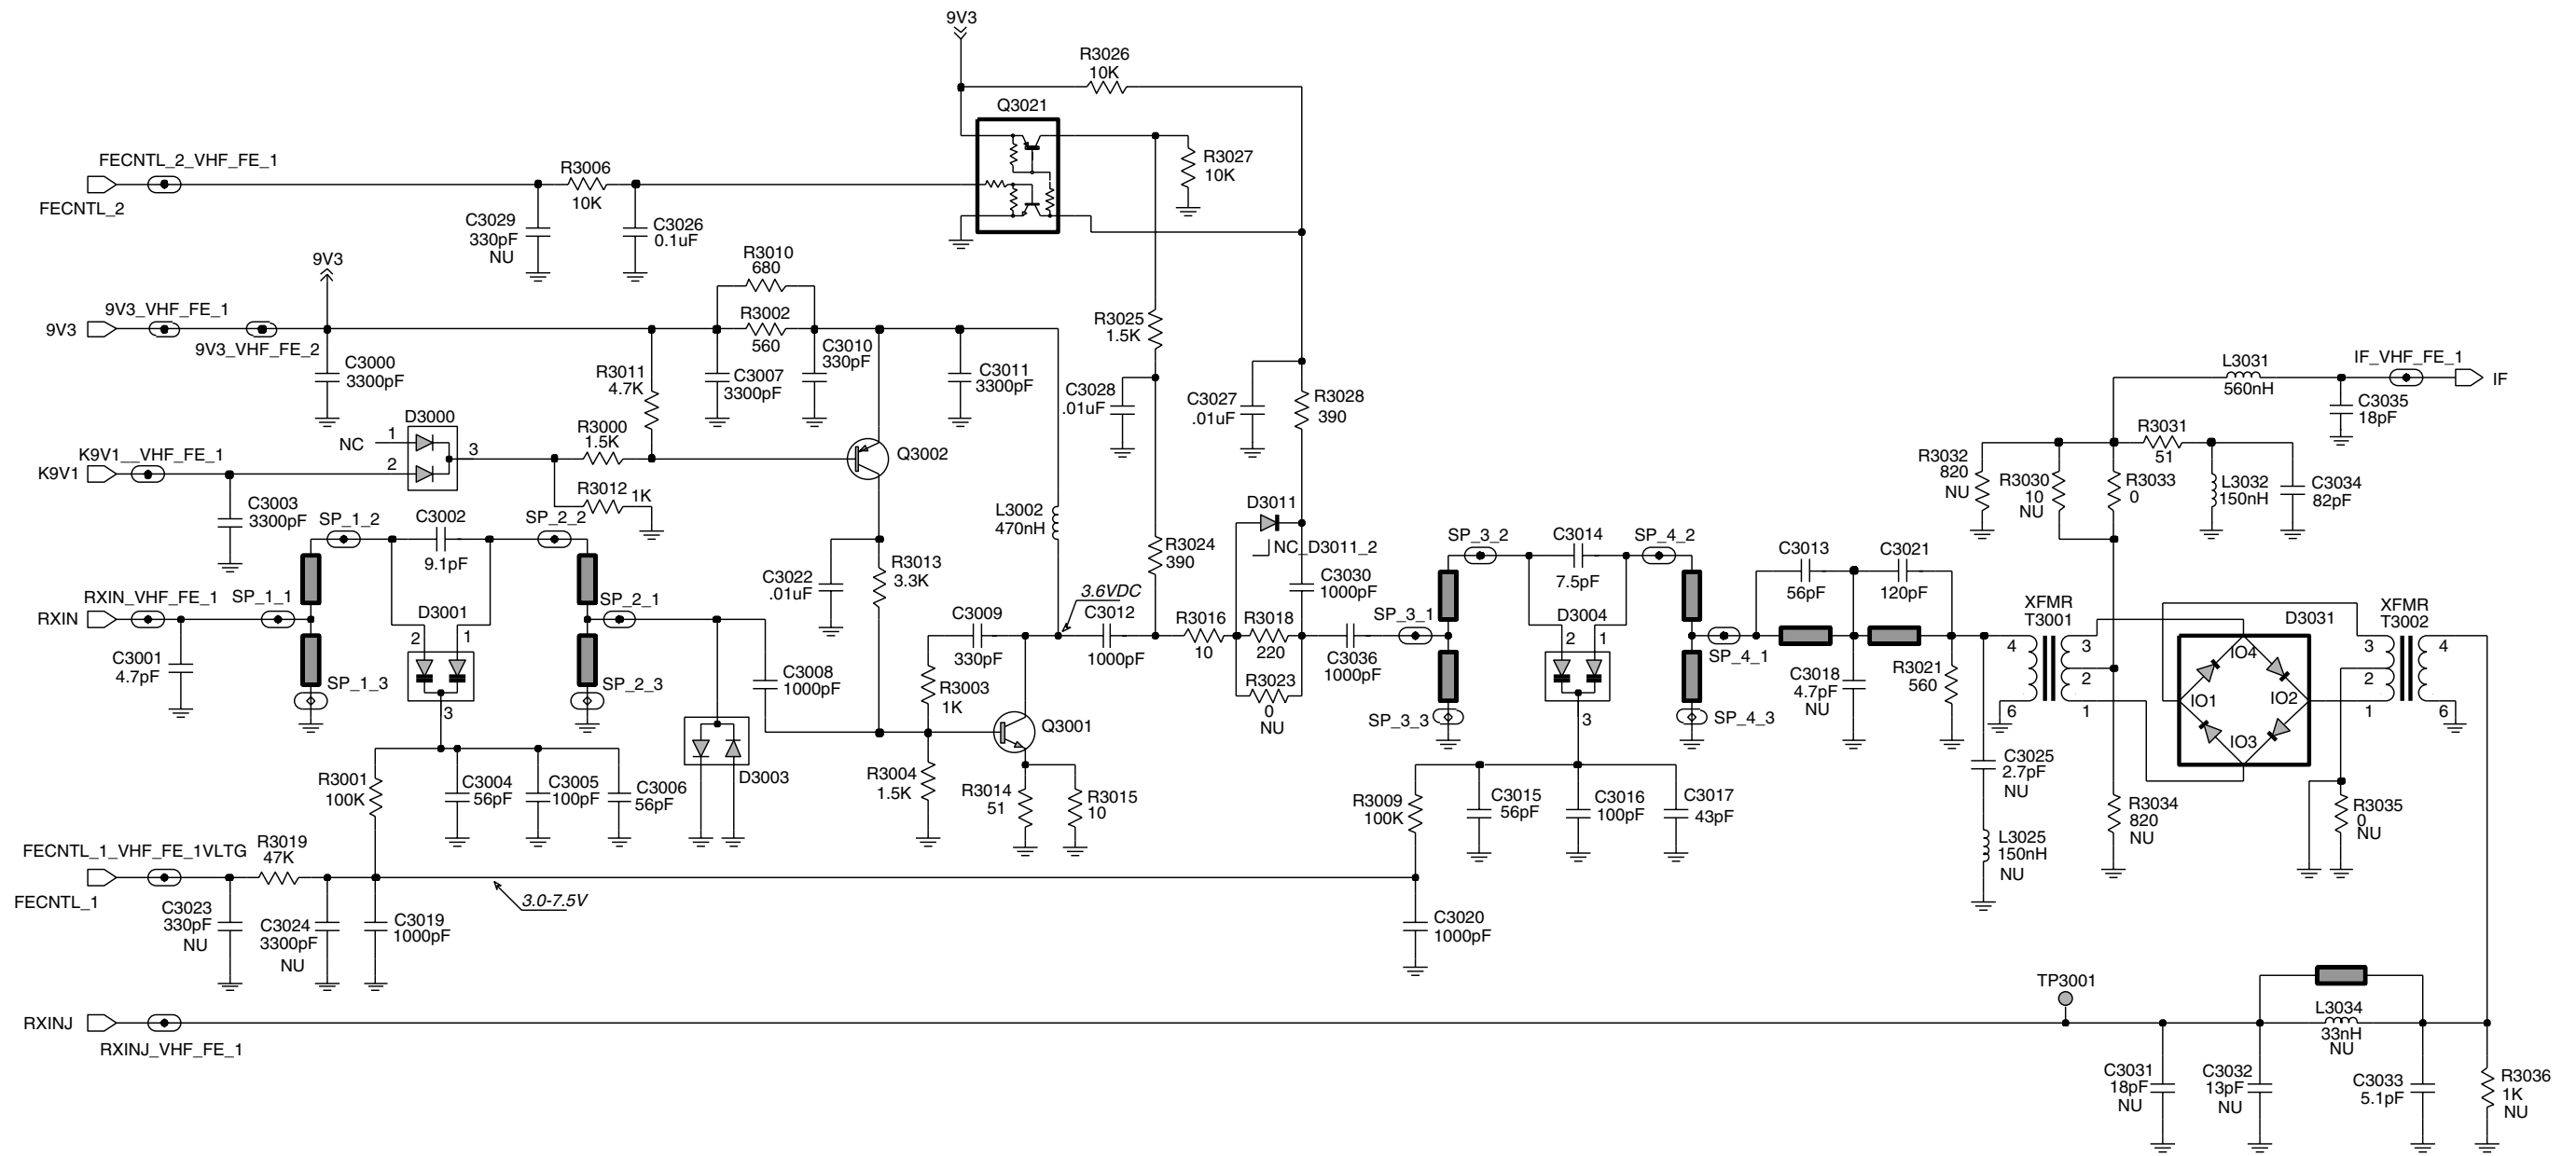 9V3
R3026
10K
Q3021
R3027
10K
FECNTL_2_VHF_FE_1
FECNTL_2
R3006
10K
C3029
330pF
NU
C3026
0.1uF
9V3
9V3_VHF_FE_1
9V3
9V3_VHF_FE_2
C3000
3300pF
R3010
680
R3002
560
C3010
330pF
C3007
3300pF
C3011
3300pF
R3011
4.7K
R3025
1.5K
C3028
.01uF
C3027
.01uF
R3028
390
L3031
560nH
IF_VHF_FE_1
IF
C3035
18pF
D3000
NC
1
2
3
K9V1__VHF_FE_1
K9V1
C3003
3300pF
R3000
1.5K
R3012
1K
Q3002
R3032
820
NU
R3030
10
NU
R3033
0
R3031
51
L3032
150nH
C3034
82pF
SP_1_2
C3002
9.1pF
SP_2_2
L3002
470nH
D3011
NC_D3011_2
R3024
390
C3030
1000pF
SP_3_2
C3014
7.5pF
SP_4_2
C3013
56pF
C3021
120pF
RXIN_VHF_FE_1
RXIN
SP_1_1
C3001
4.7pF
SP_1_3
D3001
2
1
3
SP_2_1
SP_2_3
C3022
.01uF
R3013
3.3K
C3008
1000pF
C3009
330pF
R3003
1K
3.6VDC
C3012
1000pF
R3016
10
R3018
220
R3023
0
NU
C3036
1000pF
SP_3_1
SP_3_3
D3004
2
1
3
SP_4_1
SP_4_3
C3018
4.7pF
NU
R3021
560
XFMR
T3001
4
6
3
2
1
D3031
IO4
IO1
IO2
IO3
XFMR
T3002
3
2
1
4
6
D3003
Q3001
R3004
1.5K
R3014
51
R3015
10
R3001
100K
C3004
56pF
C3005
100pF
C3006
56pF
R3009
100K
C3015
56pF
C3016
100pF
C3017
43pF
C3025
2.7pF
NU
L3025
150nH
NU
R3034
820
NU
R3035
0
NU
FECNTL_1_VHF_FE_1VLTG
FECNTL_1
R3019
47K
C3023
330pF
NU
C3024
3300pF
NU
C3019
1000pF
3.0-7.5V
C3020
1000pF
RXINJ
RXINJ_VHF_FE_1
TP3001
L3034
33nH
NU
C3031
18pF
NU
C3032
13pF
NU
C3033
5.1pF
R3036
1K
NU